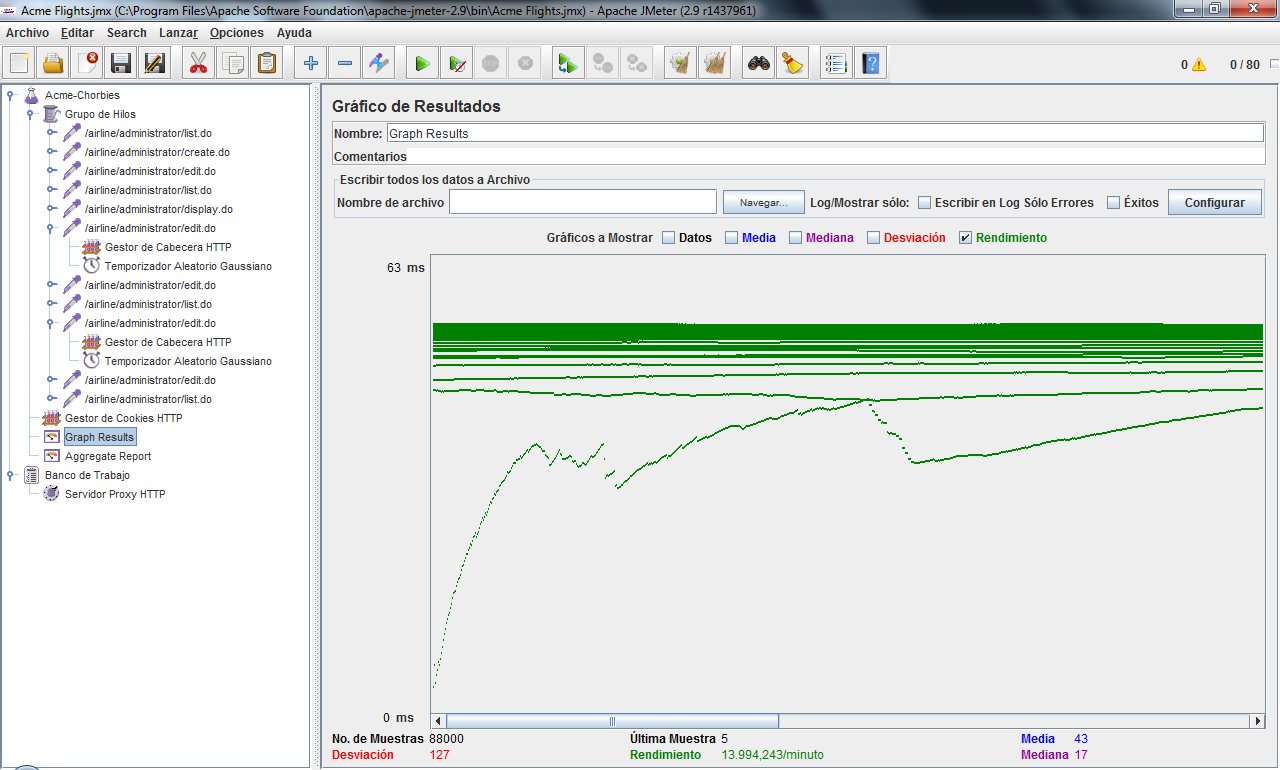 Acme Flights.jmx (C:\Program Files\Apache Software Foundation\apache-jmeter-2.9\bin\Acme Flights.jmx) - Apache JMeter (2.9 r1437961)
Archivo Editar Search Lanzar Opciones Ayuda
0 0 / 80
Acme-Chorbies
Grupo de Hilos
/airline/administrator/list.do
/airline/administrator/create.do
/airline/administrator/edit.do
/airline/administrator/list.do
/airline/administrator/display.do
/airline/administrator/edit.do
Gestor de Cabecera HTTP
Temporizador Aleatorio Gaussiano
/airline/administrator/edit.do
/airline/administrator/list.do
/airline/administrator/edit.do
Gestor de Cabecera HTTP
Temporizador Aleatorio Gaussiano
/airline/administrator/edit.do
/airline/administrator/list.do
Gestor de Cookies HTTP
Graph Results
Aggregate Report
Banco de Trabajo
Servidor Proxy HTTP
Gráfico de Resultados
Nombre: Graph Results
Comentarios
Escribir todos los datos a Archivo
Nombre de archivo Navegar... Log/Mostrar sólo: Escribir en Log Sólo Errores Éxitos Configurar
Gráficos a Mostrar Datos Media Mediana Desviación Rendimiento
63 ms
0 ms
No. de Muestras 88000 Última Muestra 5 Media 43
Desviación 127 Rendimiento 13.994,243/minuto Mediana 17